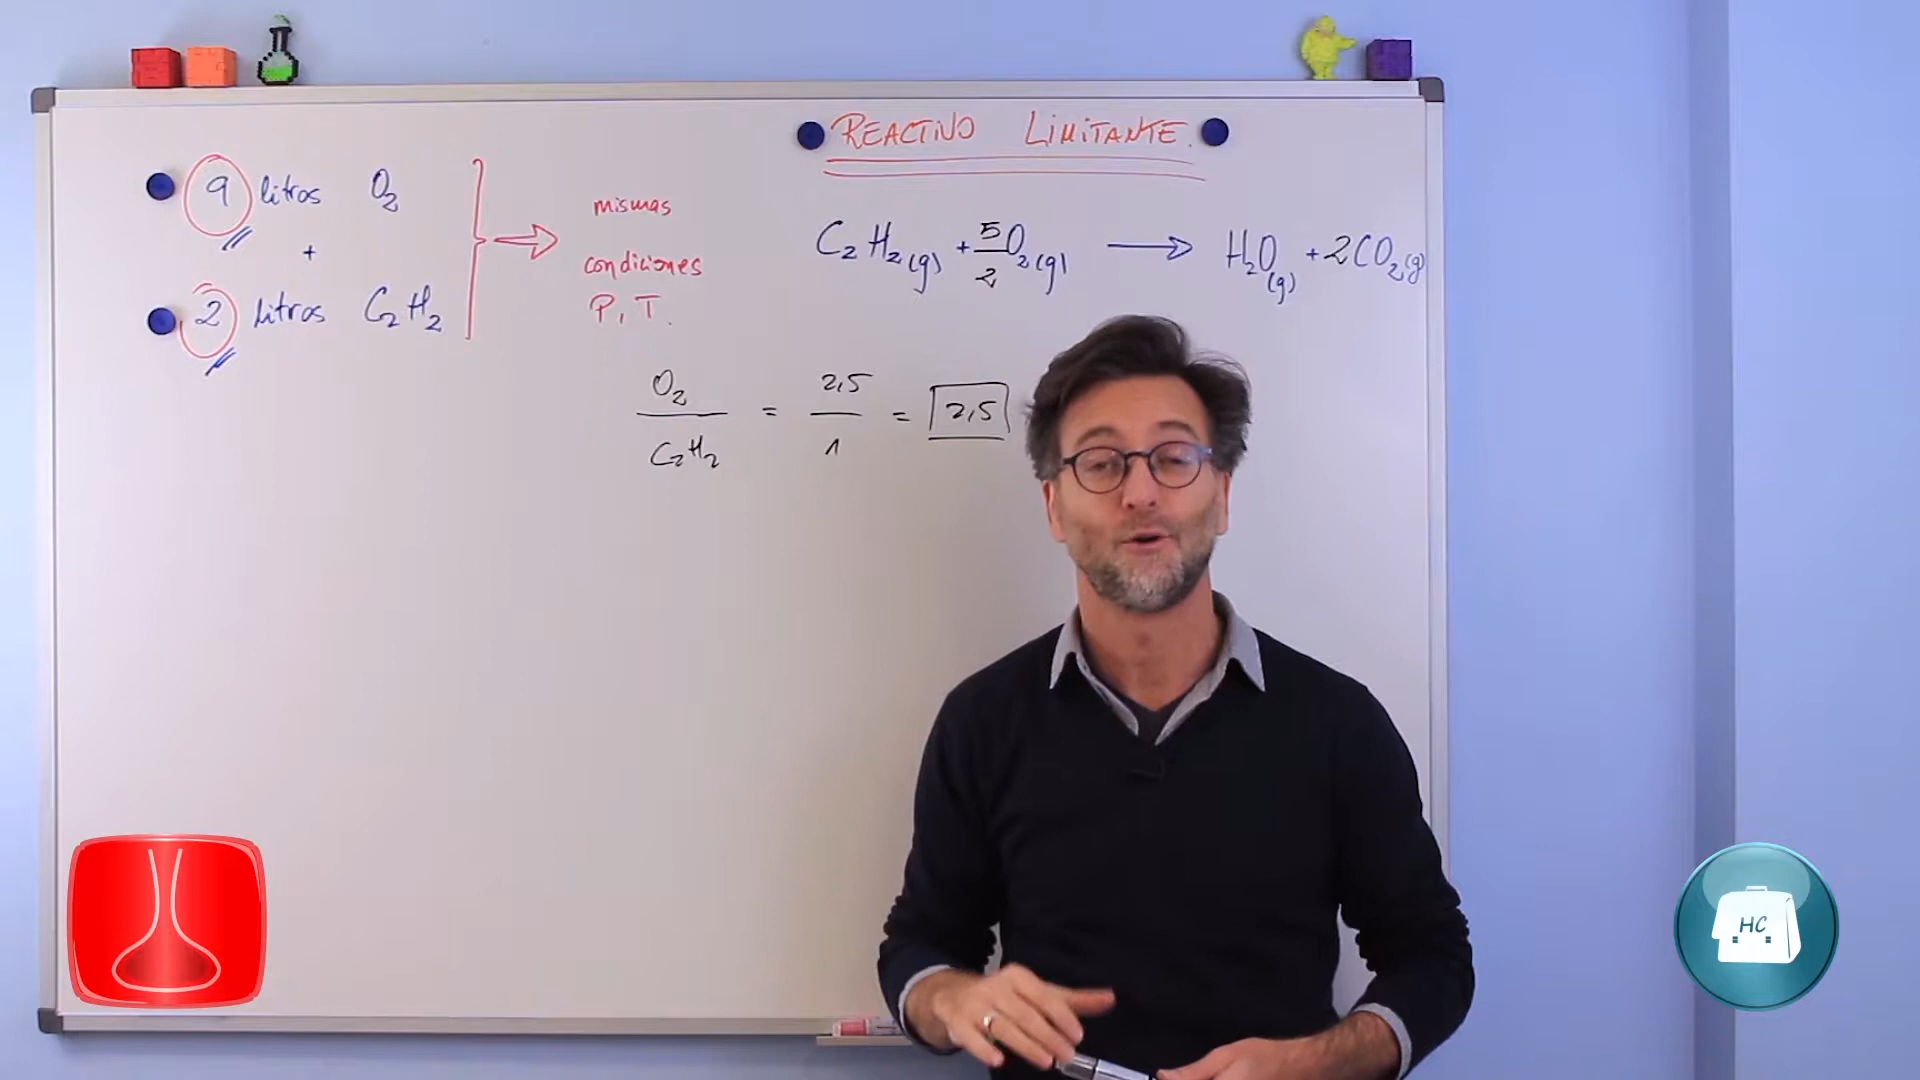 REACTIVO LIMITANTE.
9 litros O₂
+
2 litros C₂H₂
mismas
condiciones
P, T.
C₂H₂(g) + 5/2 O₂(g) → H₂O(g) + 2CO₂(g)
O₂/C₂H₂ = 2,5/1 = 2,5
HC